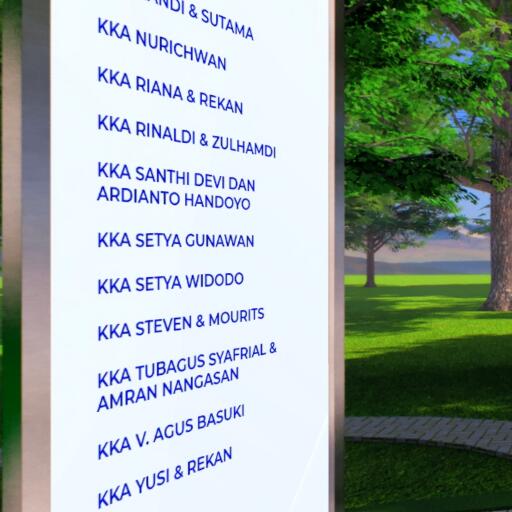 & SUTAMA
KKA NURICHWAN
KKA RIANA & REKAN
KKA RINALDI & ZULHAMDI
KKA SANTHI DEVI DAN
ARDIANTO HANDOYO
KKA SETYA GUNAWAN
KKA SETYA WIDODO
KKA STEVEN & MOURITS
KKA TUBAGUS SYAFRIAL &
AMRAN NANGASAN
KKA V. AGUS BASUKI
KKA YUSI & REKAN